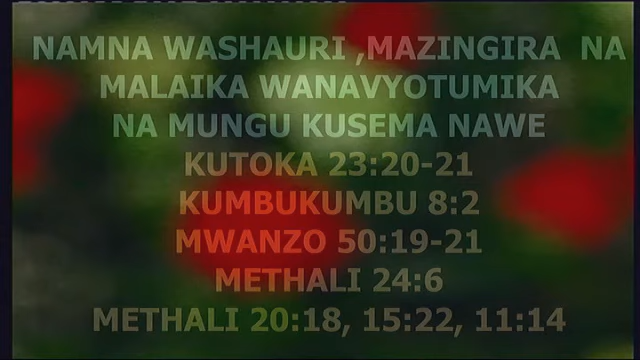 NAMNA WASHAURI ,MAZINGIRA NA
MALAIKA WANAVYOTUMIKA
NA MUNGU KUSEMA NAWE
KUTOKA 23:20-21
KUMBUKUMBU 8:2
MWANZO 50:19-21
METHALI 24:6
METHALI 20:18, 15:22, 11:14